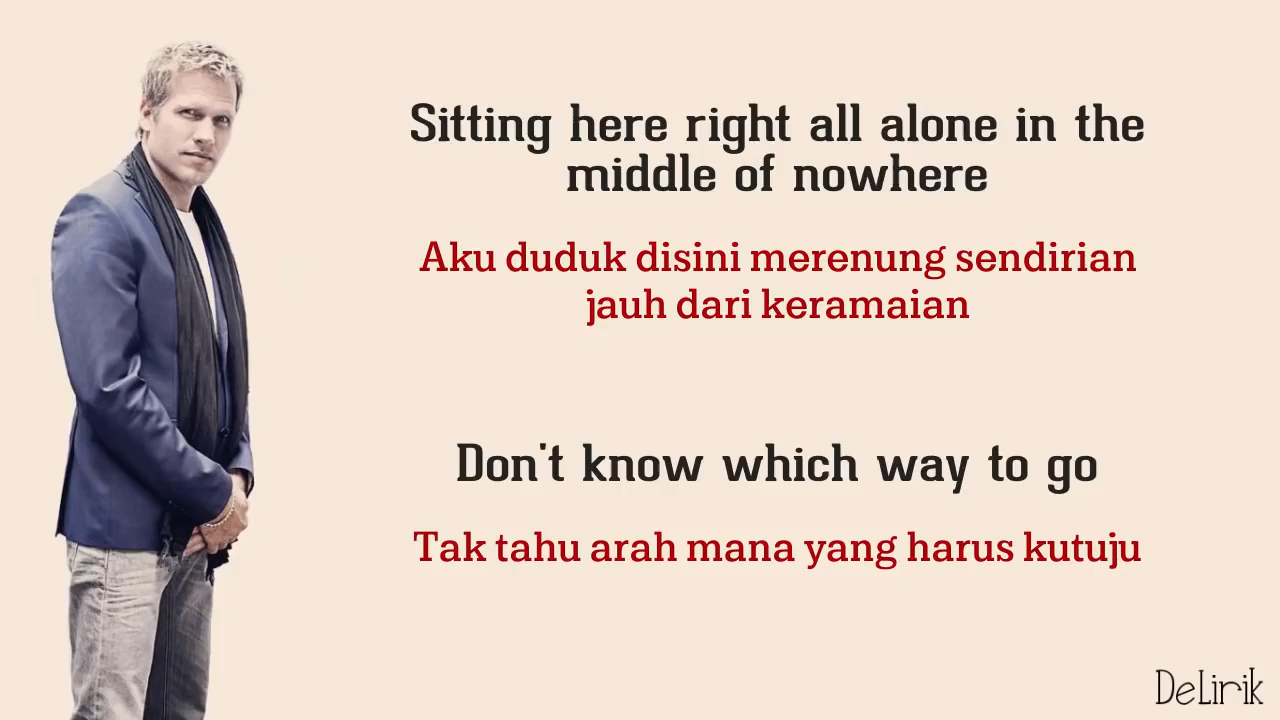 Sitting here right all alone in the
middle of nowhere
Aku duduk disini merenung sendirian
jauh dari keramaian
Don't know which way to go
Tak tahu arah mana yang harus kutuju
DeLirik